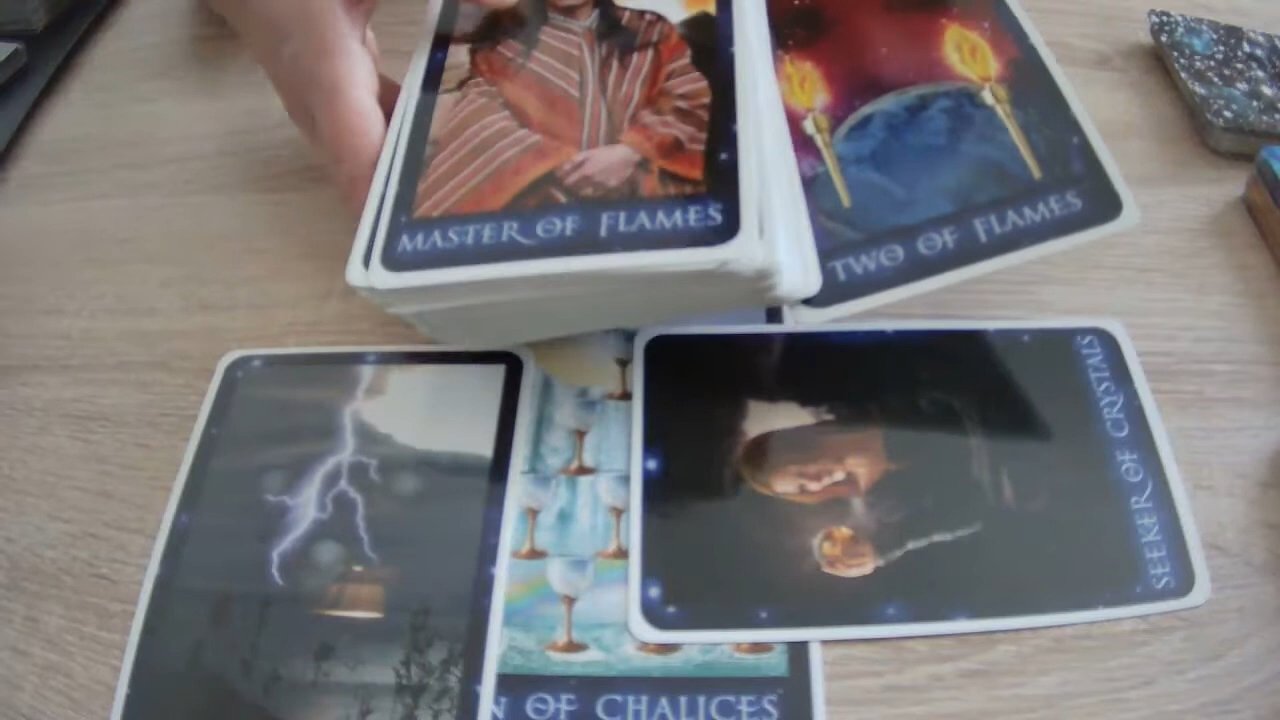 MASTER OF FLAMES
TWO OF FLAMES
SEEKER OF CRYSTALS
N OF CHALICES